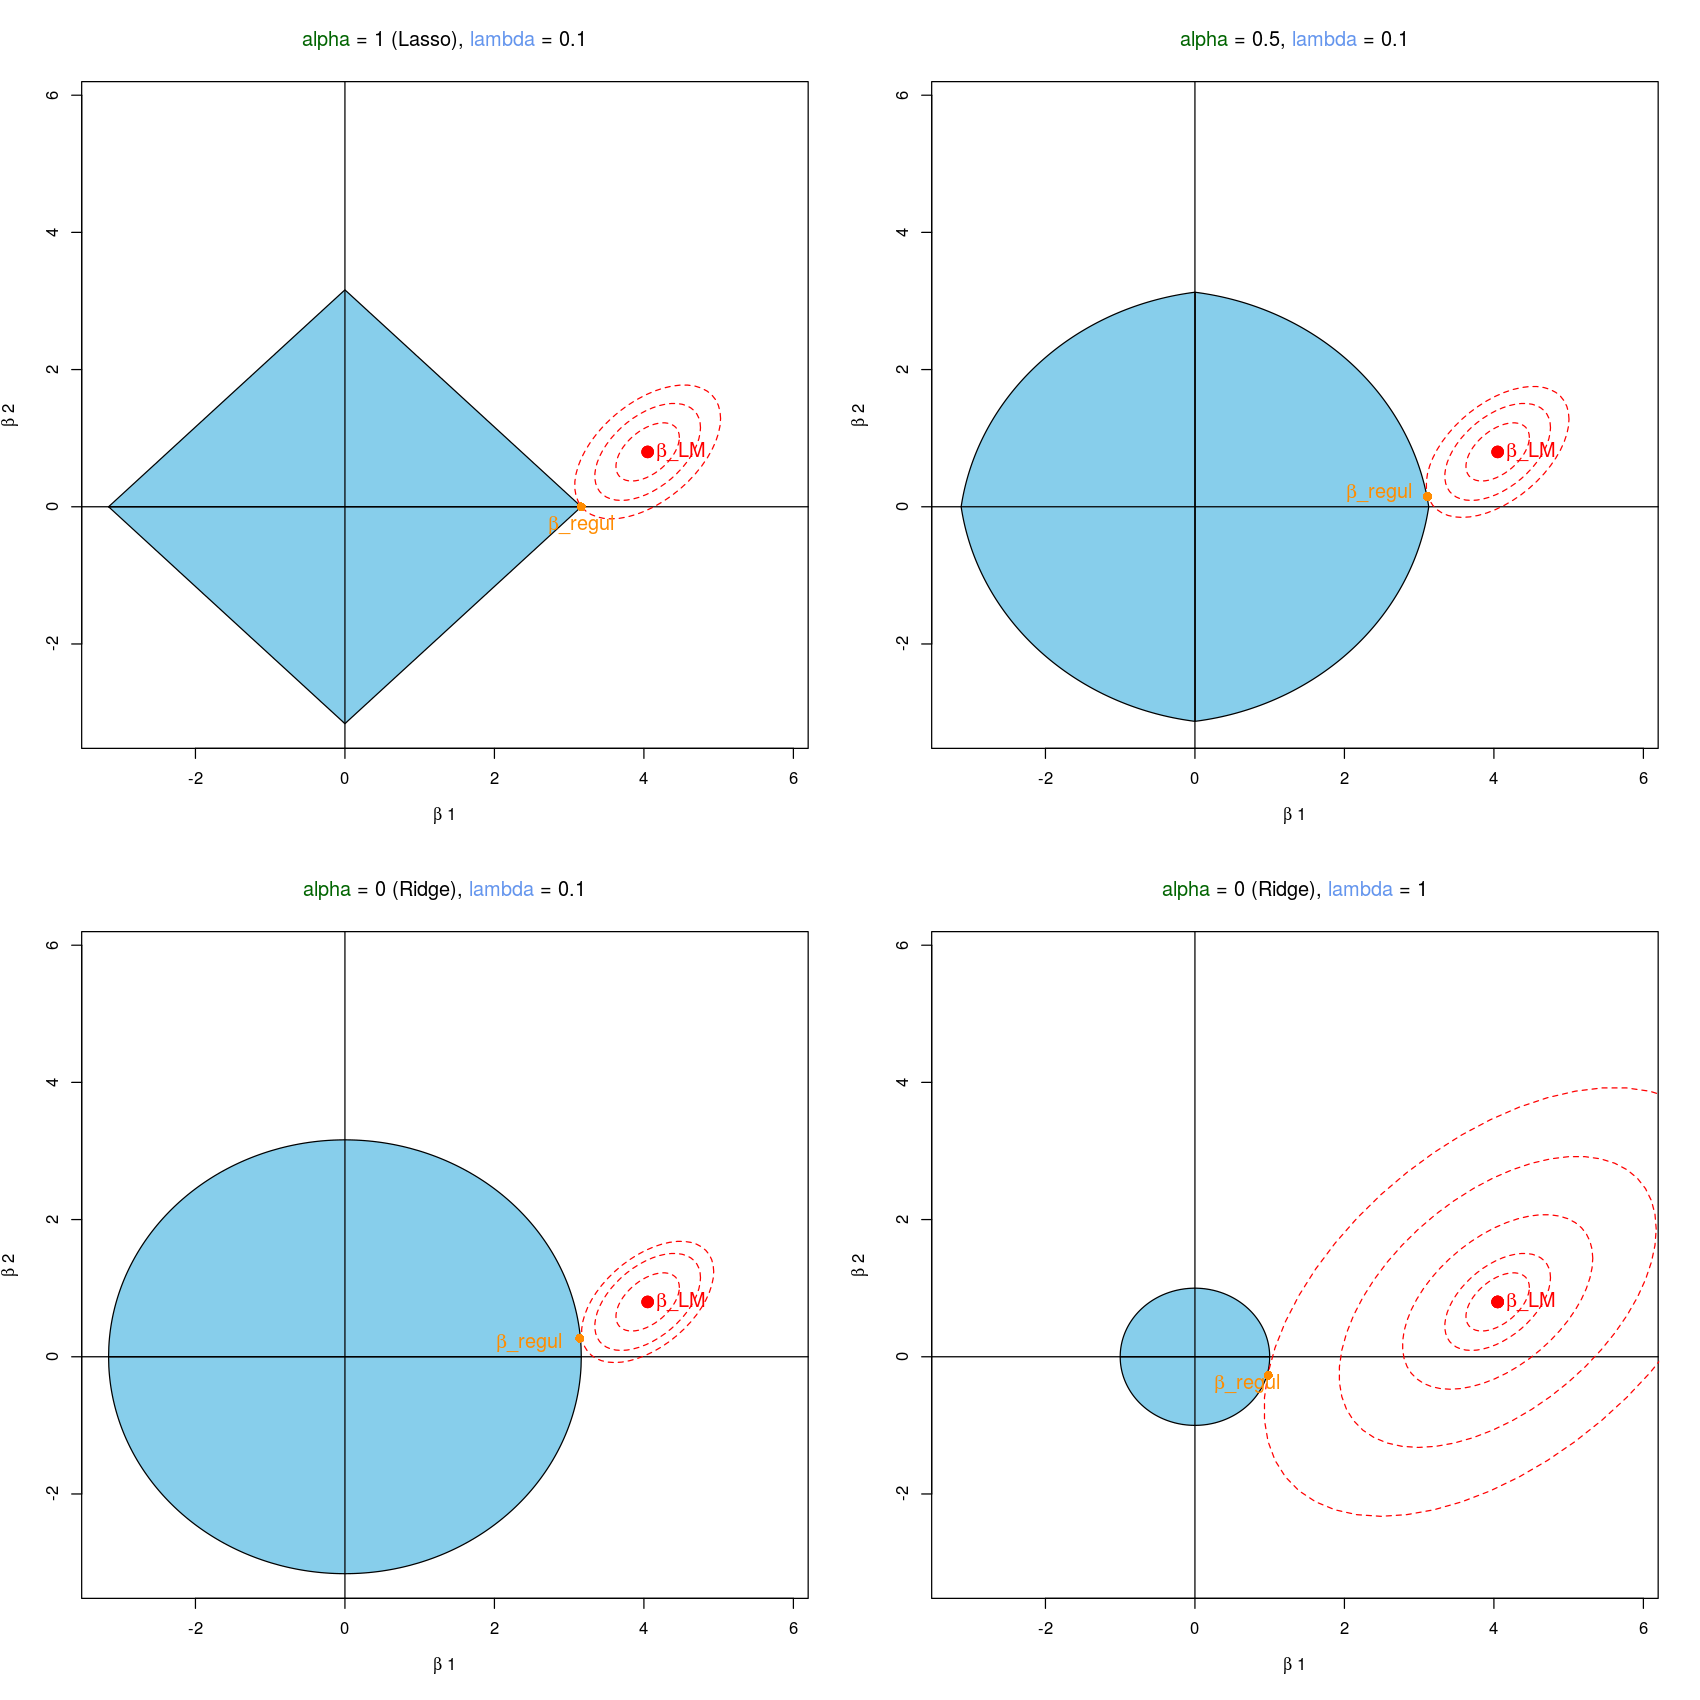 alpha = 1 (Lasso), lambda = 0.1
6
4
2
0
-2
β 2
β_LM
β_regul
-2 0 2 4 6
β 1
alpha = 0.5, lambda = 0.1
6
4
2
0
-2
β 2
β_LM
β_regul
-2 0 2 4 6
β 1
alpha = 0 (Ridge), lambda = 0.1
6
4
2
0
-2
β 2
β_LM
β_regul
-2 0 2 4 6
β 1
alpha = 0 (Ridge), lambda = 1
6
4
2
0
-2
β 2
β_LM
β_regul
-2 0 2 4 6
β 1